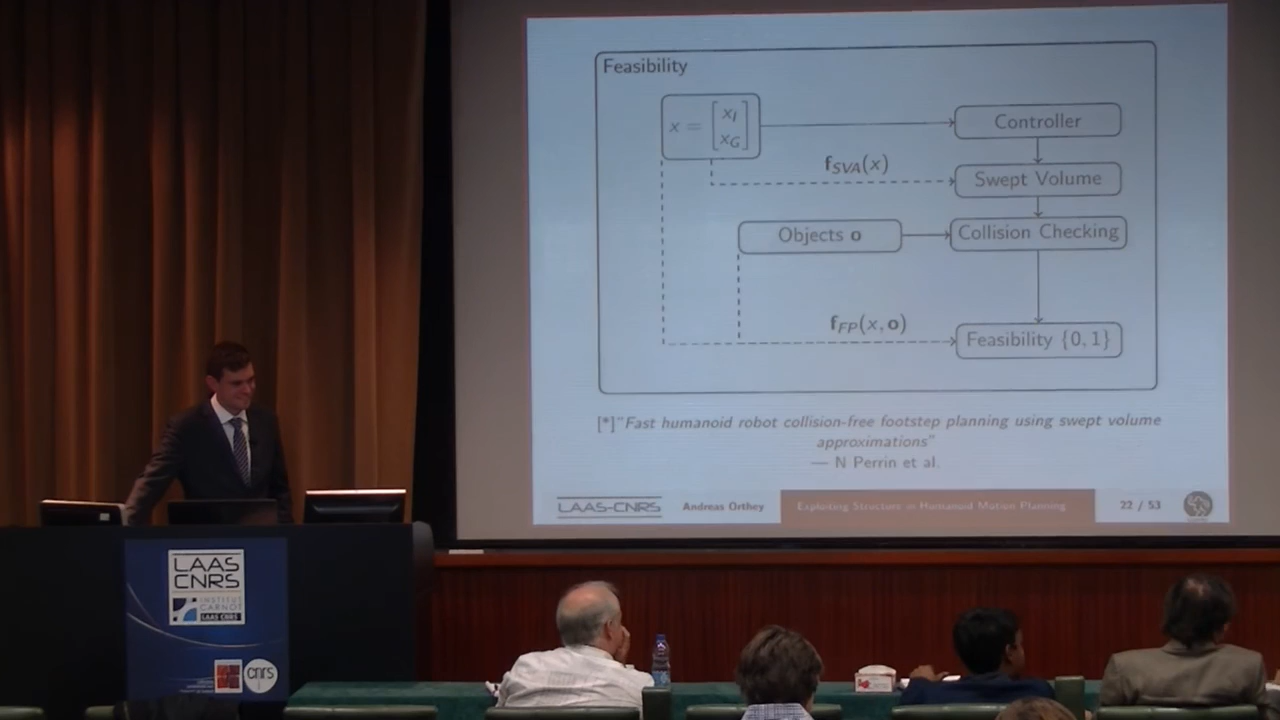 Feasibility
x = [x_I x_G]
Controller
f_SVA(x)
Swept Volume
Objects o
Collision Checking
f_FP(x, o)
Feasibility {0, 1}
[*]"Fast humanoid robot collision-free footstep planning using swept volume
approximations"
— N Perrin et al.
LAAS-CNRS
Andreas Orthey
Exploiting Structure in Humanoid Motion Planning
22 / 53
LAAS
CNRS
INSTITUT
CARNOT
LAAS CNRS
cnrs